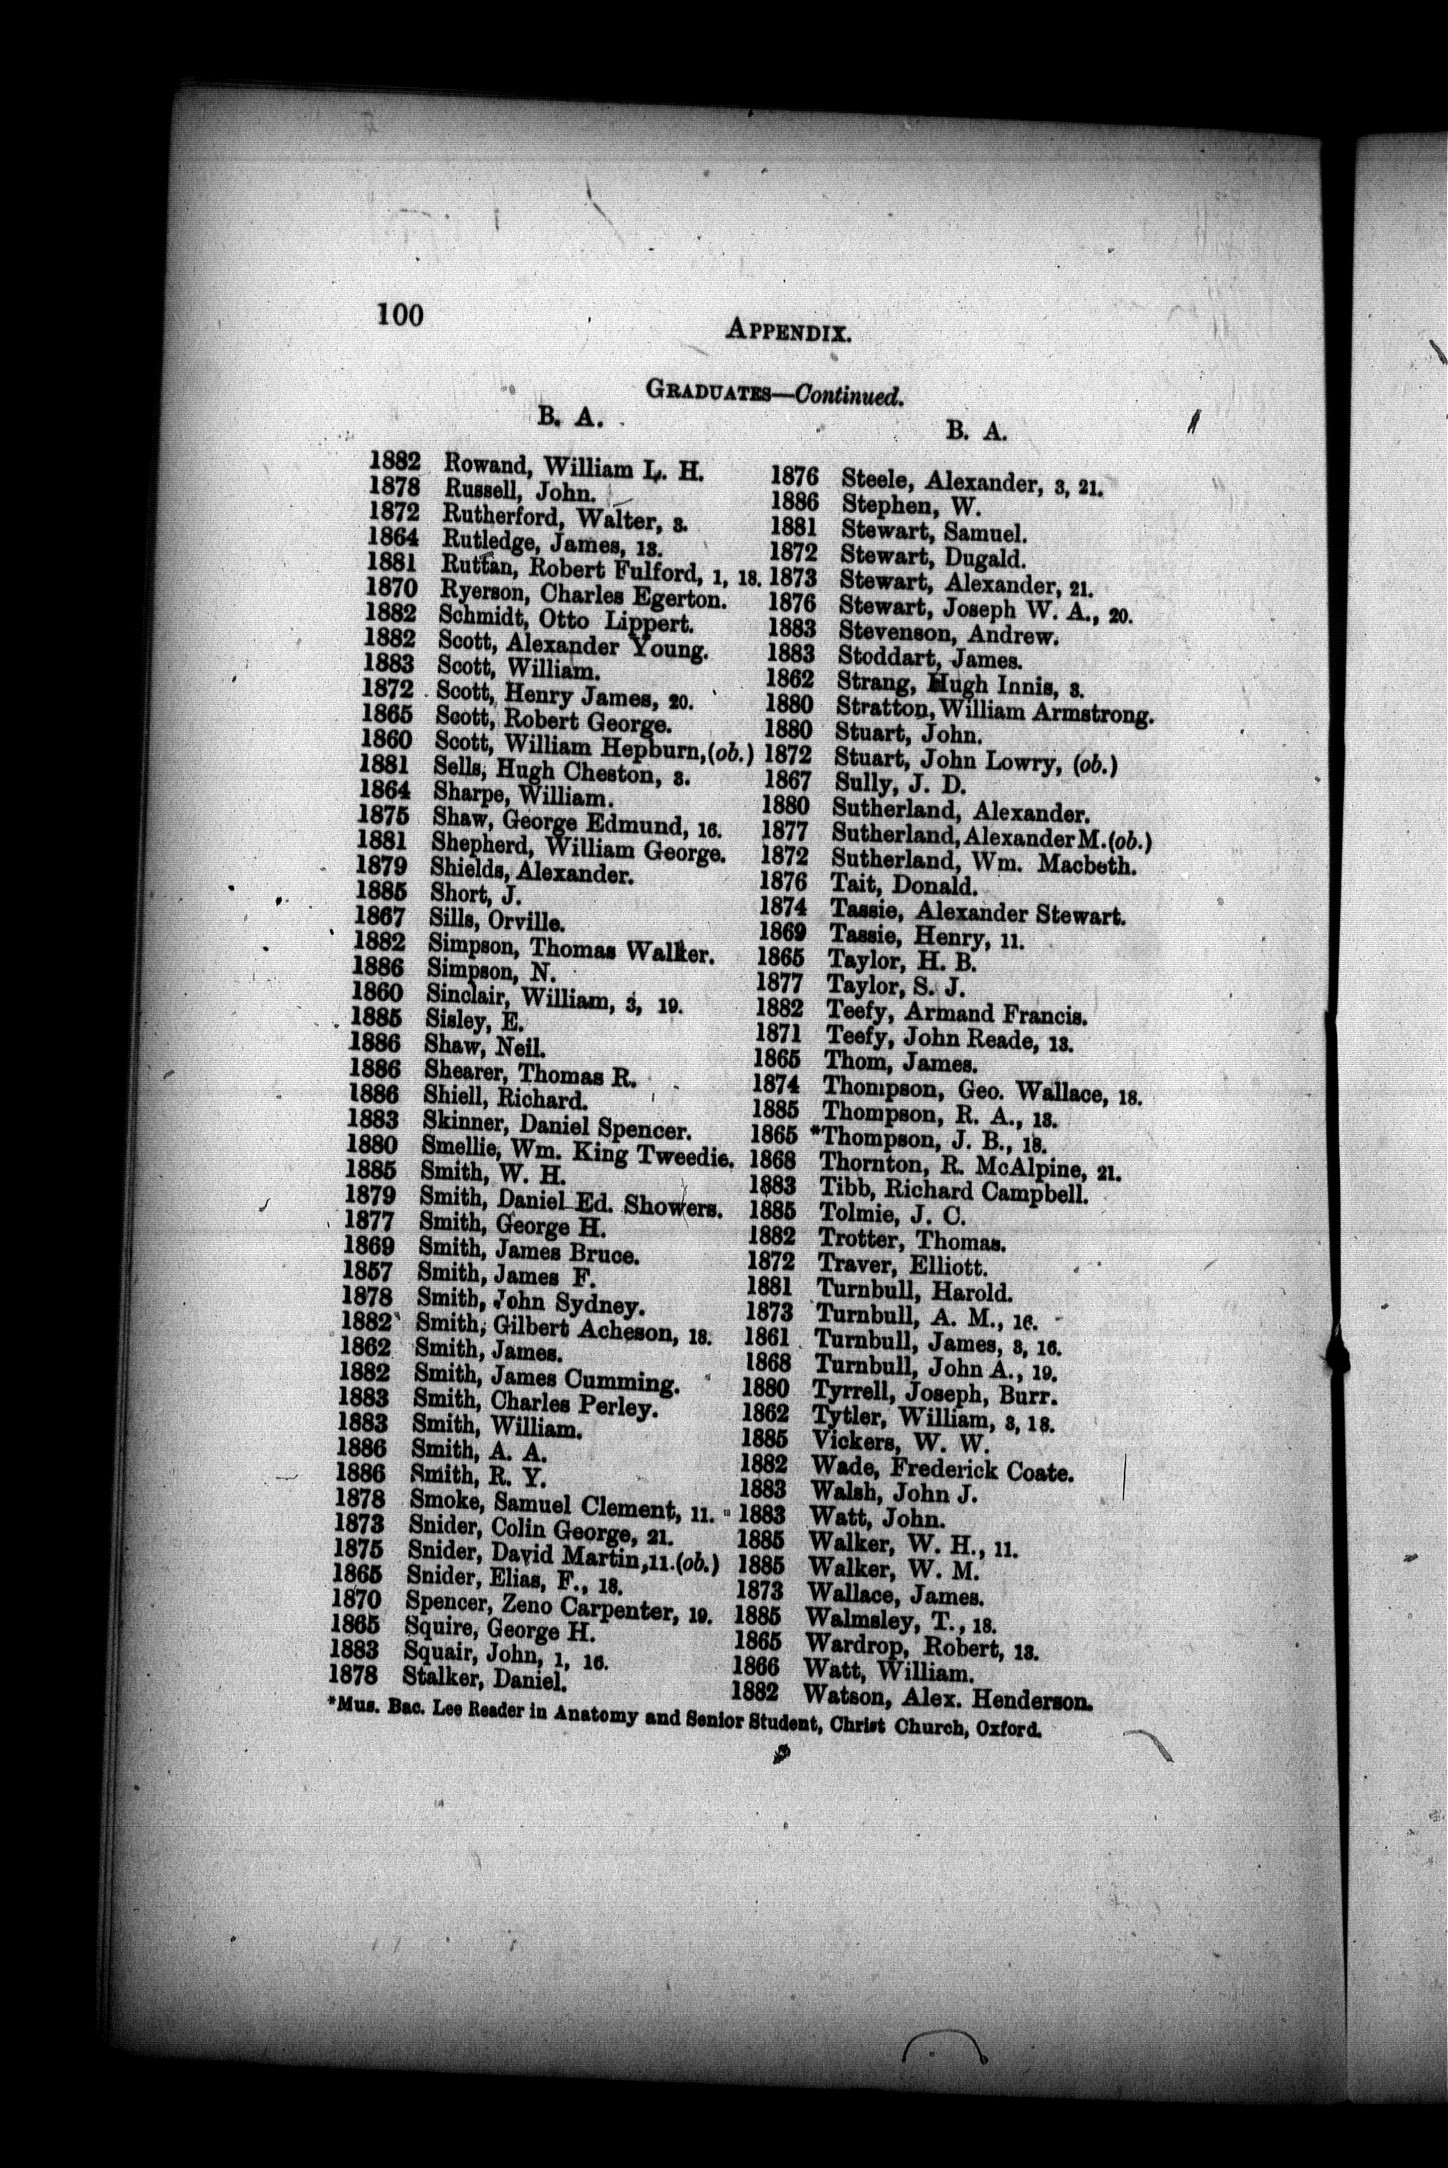 100
APPENDIX.
GRADUATES—Continued.
B. A.
1882 Rowand, William L. H.
1878 Russell, John.
1872 Rutherford, Walter, 3.
1864 Rutledge, James, 13.
1881 Ruttan, Robert Fulford, 1, 18.
1870 Ryerson, Charles Egerton.
1882 Schmidt, Otto Lippert.
1882 Scott, Alexander Young.
1883 Scott, William.
1872 Scott, Henry James, 20.
1865 Scott, Robert George.
1860 Scott, William Hepburn,(ob.)
1881 Sells, Hugh Cheston, 3.
1864 Sharpe, William.
1875 Shaw, George Edmund, 16.
1881 Shepherd, William George.
1879 Shields, Alexander.
1885 Short, J.
1867 Sills, Orville.
1882 Simpson, Thomas Walker.
1886 Simpson, N.
1860 Sinclair, William, 3, 19.
1885 Sisley, E.
1886 Shaw, Neil.
1886 Shearer, Thomas R.
1886 Shiell, Richard.
1883 Skinner, Daniel Spencer.
1880 Smellie, Wm. King Tweedie.
1885 Smith, W. H.
1879 Smith, Daniel Ed. Showers.
1877 Smith, George H.
1869 Smith, James Bruce.
1857 Smith, James F.
1878 Smith, John Sydney.
1882 Smith, Gilbert Acheson, 18.
1862 Smith, James.
1882 Smith, James Cumming.
1883 Smith, Charles Perley.
1883 Smith, William.
1886 Smith, A. A.
1886 Smith, R. Y.
1878 Smoke, Samuel Clement, 11.
1873 Snider, Colin George, 21.
1875 Snider, David Martin,11.(ob.)
1865 Snider, Elias, F., 18.
1870 Spencer, Zeno Carpenter, 19.
1865 Squire, George H.
1883 Squair, John, 1, 16.
1878 Stalker, Daniel.
B. A.
1876 Steele, Alexander, 3, 21.
1886 Stephen, W.
1881 Stewart, Samuel.
1872 Stewart, Dugald.
1873 Stewart, Alexander, 21.
1876 Stewart, Joseph W. A., 20.
1883 Stevenson, Andrew.
1883 Stoddart, James.
1862 Strang, Hugh Innis, 3.
1880 Stratton, William Armstrong.
1880 Stuart, John.
1872 Stuart, John Lowry, (ob.)
1867 Sully, J. D.
1880 Sutherland, Alexander.
1877 Sutherland, Alexander M.(ob.)
1872 Sutherland, Wm. Macbeth.
1876 Tait, Donald.
1874 Tassie, Alexander Stewart.
1869 Tassie, Henry, 11.
1865 Taylor, H. B.
1877 Taylor, S. J.
1882 Teefy, Armand Francis.
1871 Teefy, John Reade, 13.
1865 Thom, James.
1874 Thompson, Geo. Wallace, 18.
1885 Thompson, R. A., 18.
1865 *Thompson, J. B., 18.
1868 Thornton, R. McAlpine, 21.
1883 Tibb, Richard Campbell.
1885 Tolmie, J. C.
1882 Trotter, Thomas.
1872 Traver, Elliott.
1881 Turnbull, Harold.
1873 Turnbull, A. M., 16.
1861 Turnbull, James, 3, 16.
1868 Turnbull, John A., 19.
1880 Tyrrell, Joseph, Burr.
1862 Tytler, William, 3, 18.
1885 Vickers, W. W.
1882 Wade, Frederick Coate.
1883 Walsh, John J.
1883 Watt, John.
1885 Walker, W. H., 11.
1885 Walker, W. M.
1873 Wallace, James.
1885 Walmsley, T., 18.
1865 Wardrop, Robert, 13.
1866 Watt, William.
1882 Watson, Alex. Henderson.
*Mus. Bac. Lee Reader in Anatomy and Senior Student, Christ Church, Oxford.